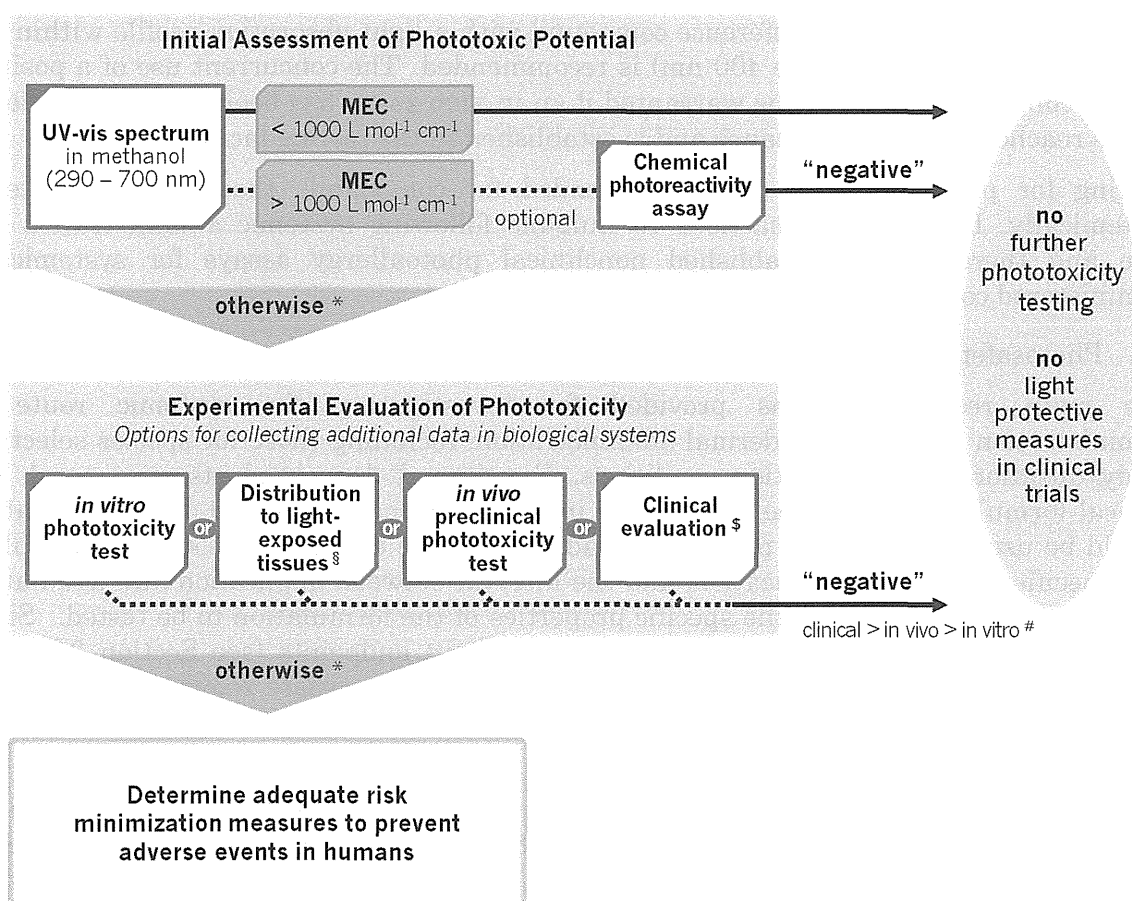 Initial Assessment of Phototoxic Potential
UV-vis spectrum
in methanol
(290 – 700 nm)
MEC
< 1000 L mol-1 cm-1
MEC
> 1000 L mol-1 cm-1
optional
Chemical
photoreactivity
assay
“negative”
otherwise *
no
further
phototoxicity
testing
no
light
protective
measures
in clinical
trials
Experimental Evaluation of Phototoxicity
Options for collecting additional data in biological systems
in vitro
phototoxicity
test
or
Distribution
to light-
exposed
tissues §
or
in vivo
preclinical
phototoxicity
test
or
Clinical
evaluation $
“negative”
clinical > in vivo > in vitro #
otherwise *
Determine adequate risk
minimization measures to prevent
adverse events in humans